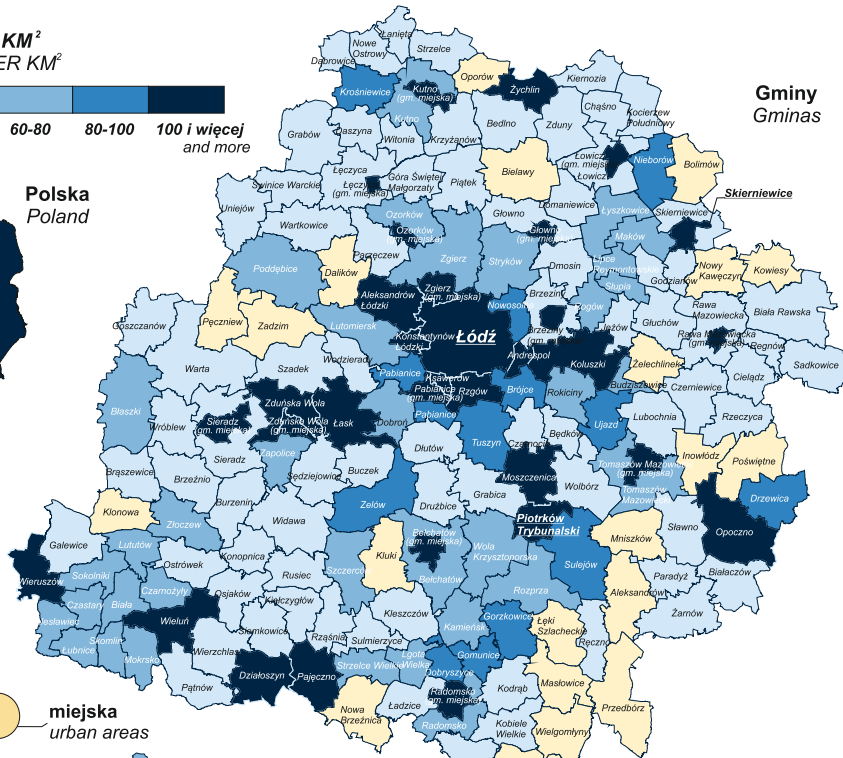 KM²
ER KM²
60-80
80-100
100 i więcej
and more
Polska
Poland
Gminy
Gminas
miejska
urban areas
Łanięta
Nowe
Ostrowy
Strzelce
Dąbrowice
Oporów
Krośniewice
Kutno
(gm. miejska)
Żychlin
Kiernozia
Kutno
Chąśno
Kocierzew
Południowy
Grabów
Daszyna
Witonia
Krzyżanów
Bedlno
Zduny
Łowicz
(gm. miejska)
Łowicz
Nieborów
Bolimów
Łęczyca
Łęczyca
(gm. miejska)
Góra Świętej
Małgorzaty
Piątek
Bielawy
Świnice Warckie
Skierniewice
Uniejów
Wartkowice
Ozorków
Ozorków
(gm. miejska)
Głowno
Głowno
(gm. miejska)
Domaniewice
Łyszkowice
Skierniewice
Maków
Parzęczew
Zgierz
Stryków
Dmosin
Lipce
Reymontowskie
Godzianów
Nowy
Kawęczyn
Kowiesy
Słupia
Poddębice
Dalików
Aleksandrów
Łódzki
Zgierz
(gm. miejska)
Nowosolna
Brzeziny
Rogów
Rawa
Mazowiecka
Biała Rawska
Goszczanów
Pęczniew
Zadzim
Lutomiersk
Konstantynów
Łódzki
Łódź
Brzeziny
Jeżów
Głuchów
Rawa Mazowiecka
(gm. miejska)
Regnów
Andrespol
Koluszki
Żelechlinek
Sadkowice
Warta
Szadek
Wodzierady
Pabianice
Ksawerów
Pabianice
(gm. miejska)
Rzgów
Brójce
Rokiciny
Budziszewice
Czerniewice
Cielądz
Błaszki
Wróblew
Sieradz
(gm. miejska)
Zduńska Wola
Zduńska Wola
(gm. miejska)
Łask
Dobroń
Pabianice
Ujazd
Lubochnia
Rzeczyca
Tuszyn
Czarnocin
Będków
Brąszewice
Sieradz
Zapolice
Sędziejowice
Buczek
Dłutów
Tomaszów Mazowiecki
(gm. miejska)
Inowłódz
Poświętne
Brzeźnio
Moszczenica
Wolbórz
Tomaszów
Mazowiecki
Drzewica
Klonowa
Złoczew
Burzenin
Widawa
Zelów
Drużbice
Grabica
Piotrków
Trybunalski
Sławno
Opoczno
Galewice
Lututów
Kluki
Bełchatów
(gm. miejska)
Wola
Krzysztoporska
Mniszków
Wieruszów
Sokolniki
Ostrówek
Konopnica
Rusiec
Szczerców
Bełchatów
Sulejów
Paradyż
Białaczów
Czastary
Biała
Czarnożyły
Osjaków
Kiełczygłów
Rozprza
Aleksandrów
Żarnów
Skomlin
Łubnice
Wieluń
Siemkowice
Rząśnia
Kleszczów
Kamieńsk
Gorzkowice
Łęki
Szlacheckie
Ręczno
Mokrsko
Wierzchlas
Sulmierzyce
Pątnów
Działoszyn
Pajęczno
Strzelce Wielkie
Lgota
Wielka
Gomunice
Dobryszyce
Kodrąb
Masłowice
Przedbórz
Nowa
Brzeźnica
Ładzice
Radomsko
(gm. miejska)
Radomsko
Kobiele
Wielkie
Wielgomłyny